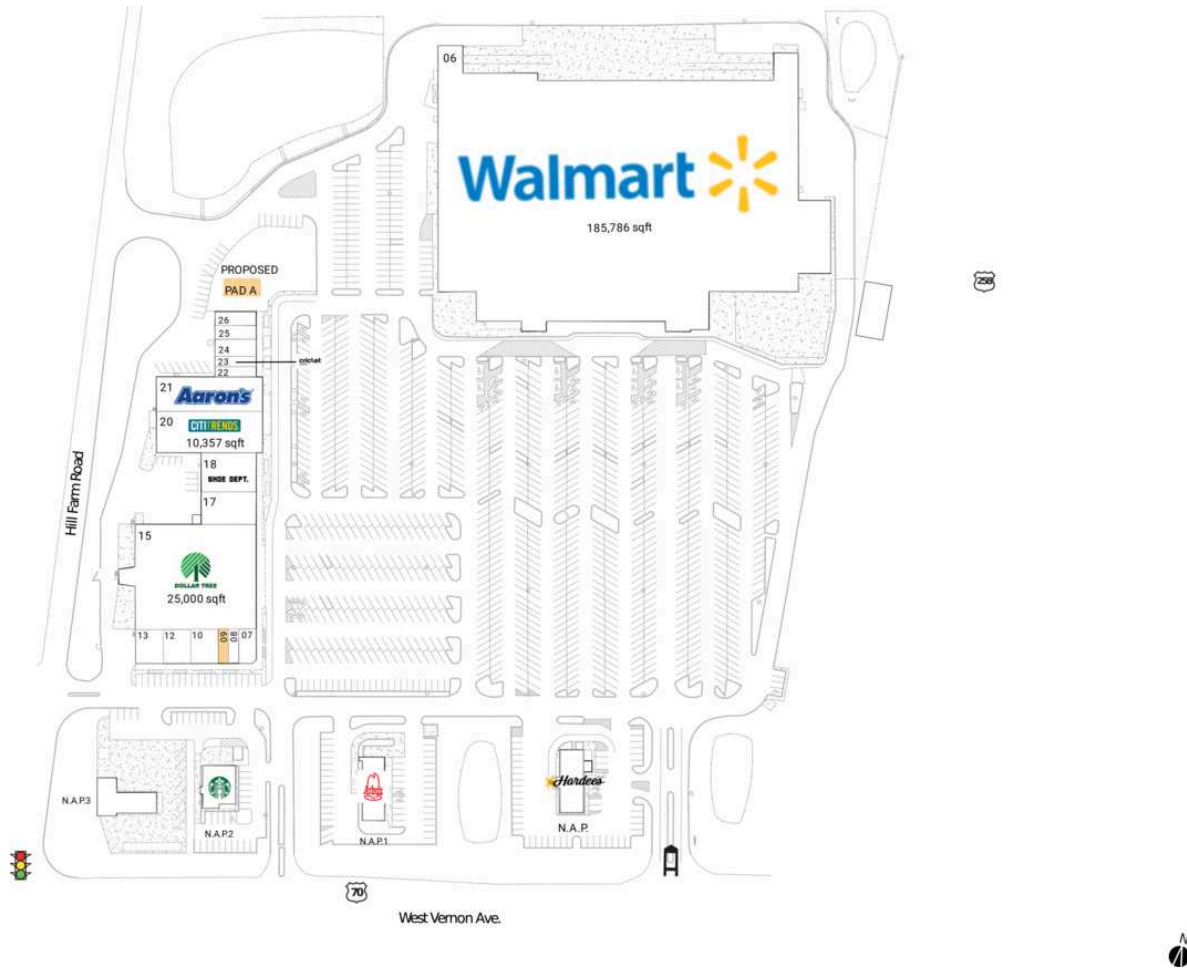 06
Walmart
185,786 sqft
258
PROPOSED
PAD A
26
25
24
23
cricket
22
21
Aaron's
20
CITITRENDS
10,357 sqft
18
SHOE DEPT.
17
Hill Farm Road
15
DOLLAR TREE
25,000 sqft
13
12
10
09
08
07
N.A.P.3
N.A.P.2
Arby's
N.A.P.1
Hardee's
N.A.P.
70
West Vernon Ave.
N